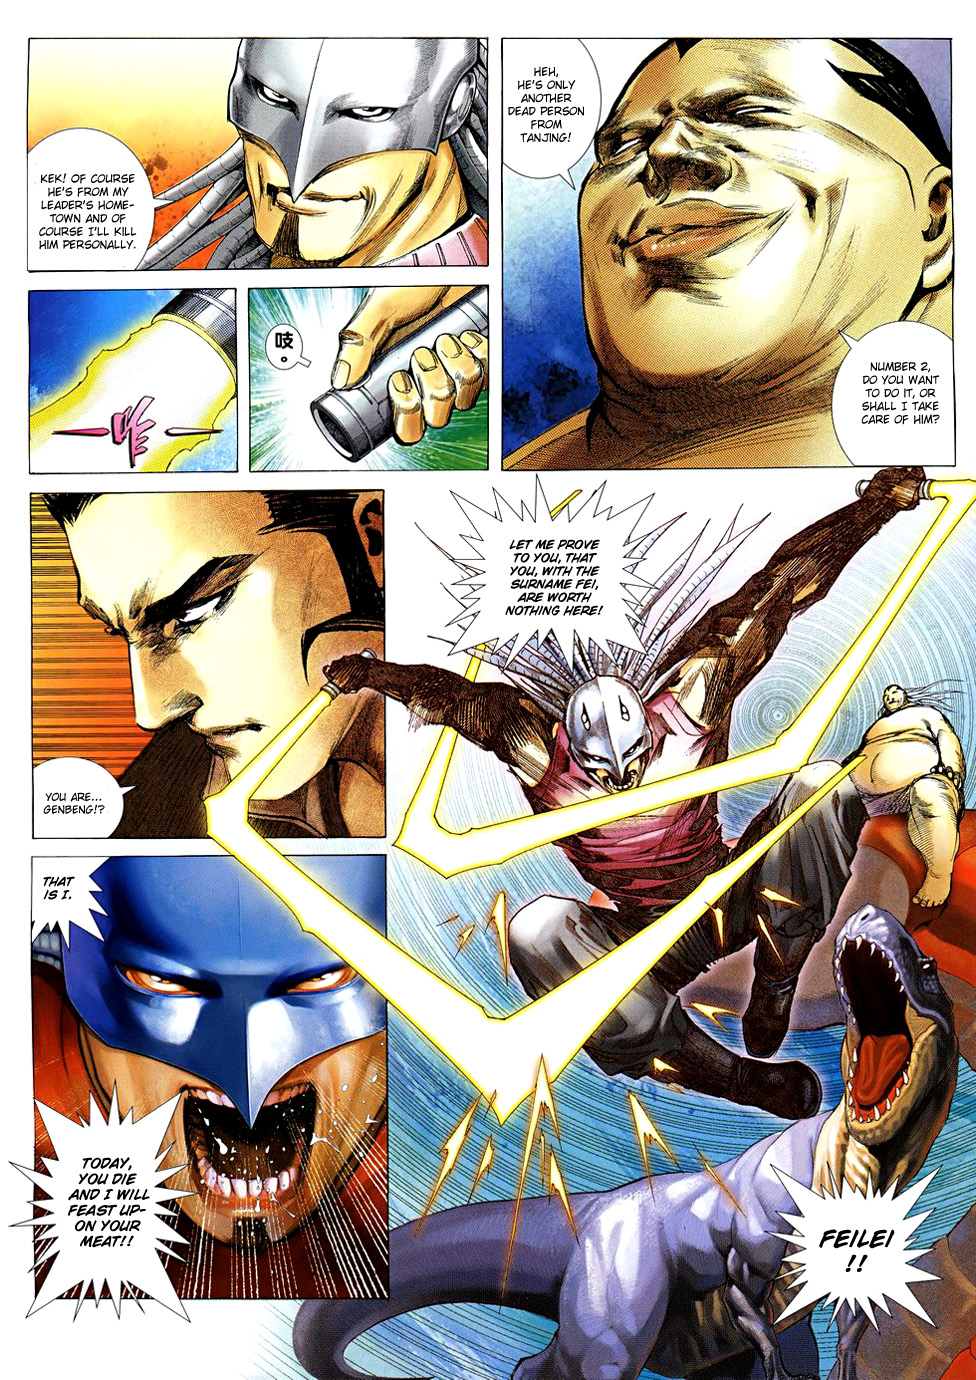 HEH,
HE'S ONLY
ANOTHER
DEAD PERSON
FROM
TANJING!
KEK! OF COURSE
HE'S FROM MY
LEADER'S HOME-
TOWN AND OF
COURSE I'LL KILL
HIM PERSONALLY.
NUMBER 2,
DO YOU WANT
TO DO IT, OR
SHALL I TAKE
CARE OF HIM?
吱。
LET ME PROVE
TO YOU, THAT
YOU, WITH THE
SURNAME FEI,
ARE WORTH
NOTHING HERE!
YOU ARE...
GENBENG!?
THAT
IS I.
TODAY,
YOU DIE
AND I WILL
FEAST UP-
ON YOUR
MEAT!!
FEILEI
!!